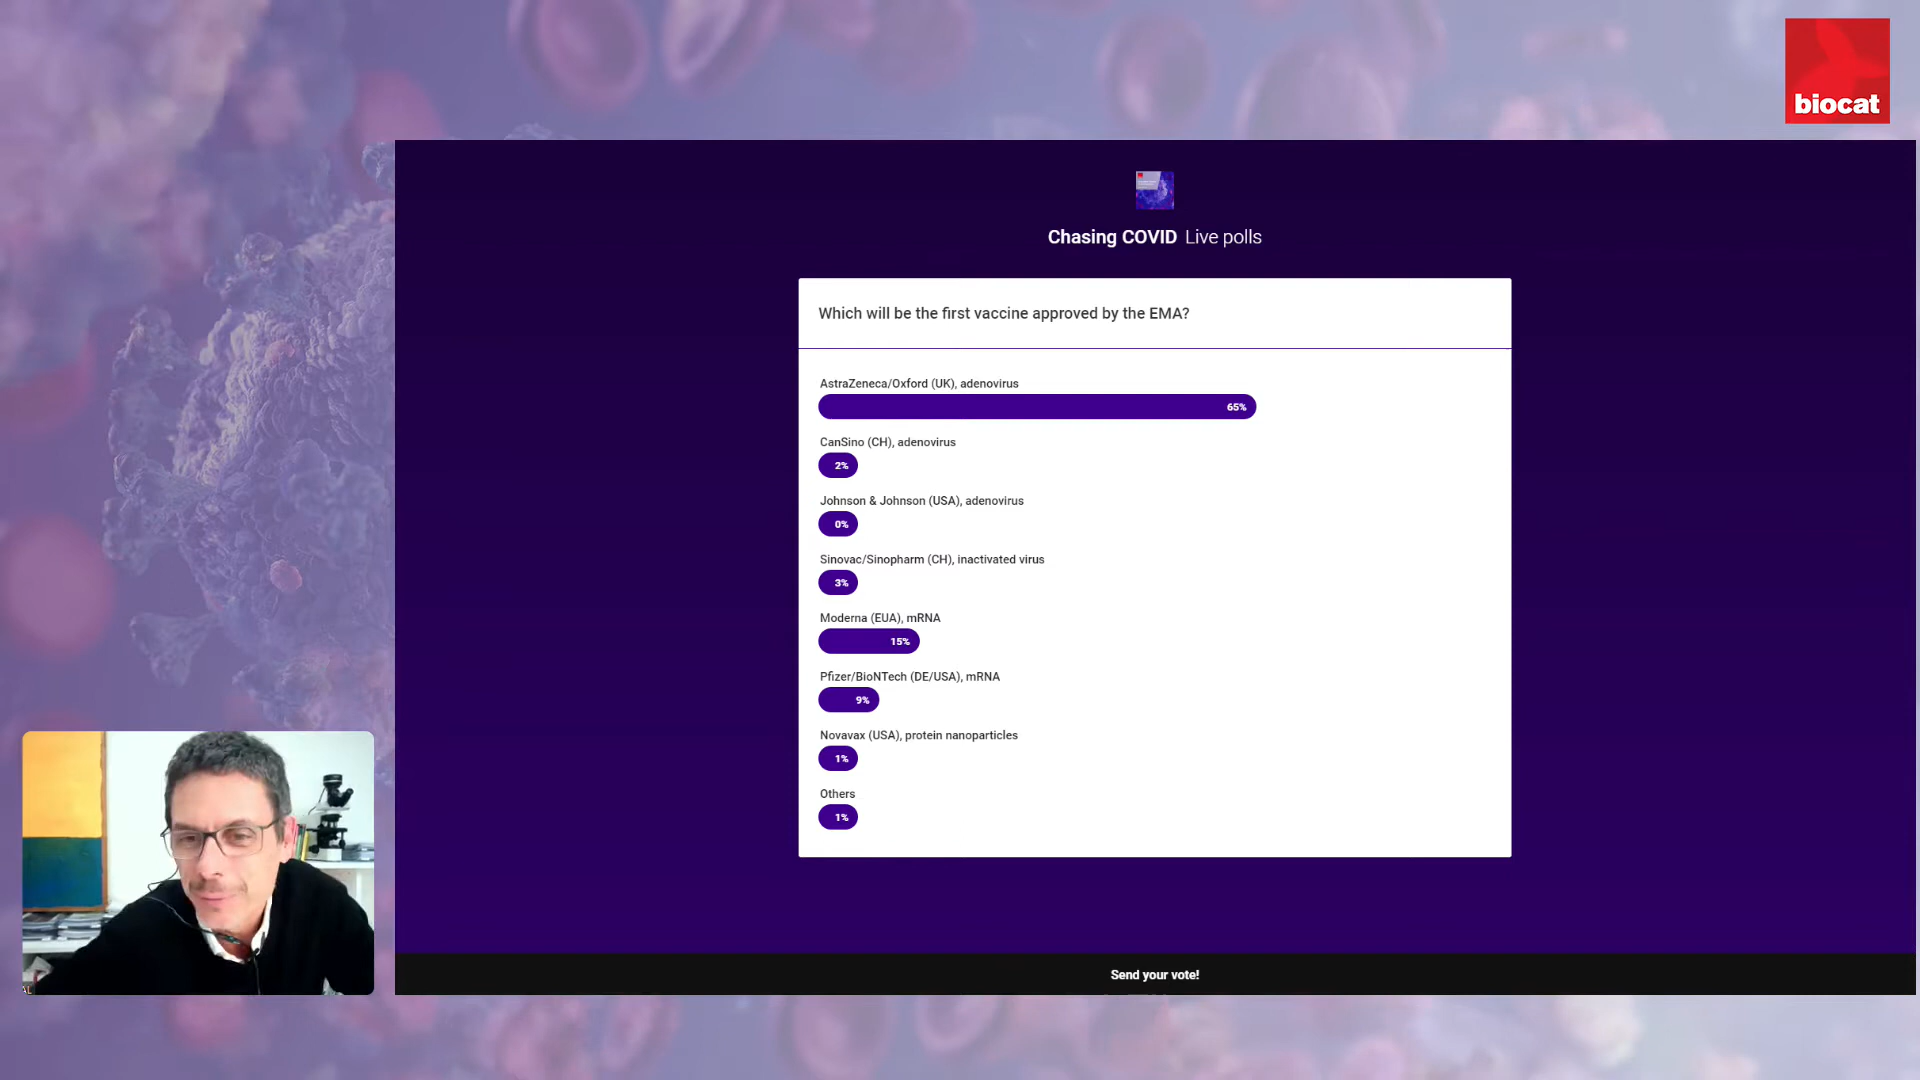 biocat
Chasing COVID Live polls
Which will be the first vaccine approved by the EMA?
AstraZeneca/Oxford (UK), adenovirus
65%
CanSino (CH), adenovirus
2%
Johnson & Johnson (USA), adenovirus
0%
Sinovac/Sinopharm (CH), inactivated virus
3%
Moderna (EUA), mRNA
15%
Pfizer/BioNTech (DE/USA), mRNA
9%
Novavax (USA), protein nanoparticles
1%
Others
1%
Send your vote!